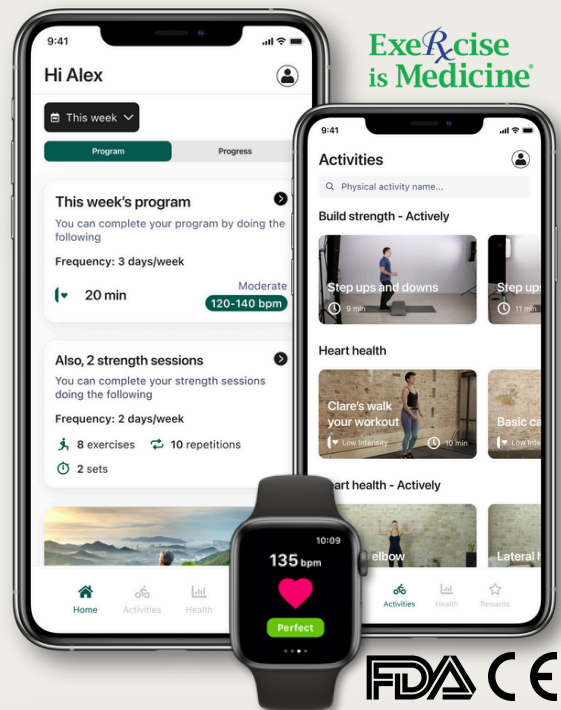 ExeRxcise
is Medicine®
9:41
Hi Alex
This week
Program
Progress
This week's program
You can complete your program by doing the
following
Frequency: 3 days/week
20 min
Moderate
120-140 bpm
Also, 2 strength sessions
You can complete your strength sessions
doing the following
Frequency: 2 days/week
8 exercises
10 repetitions
2 sets
Home
Activities
Health
9:41
Activities
Physical activity name...
Build strength - Actively
Step ups and downs
9 min
Step ups
11 min
Heart health
Clare's walk
your workout
Low Intensity
10 min
Basic ca
Low Inte
eart health - Actively
elbow
Lateral h
Activities
Health
Rewards
10:09
135 bpm
Perfect
FDA CE